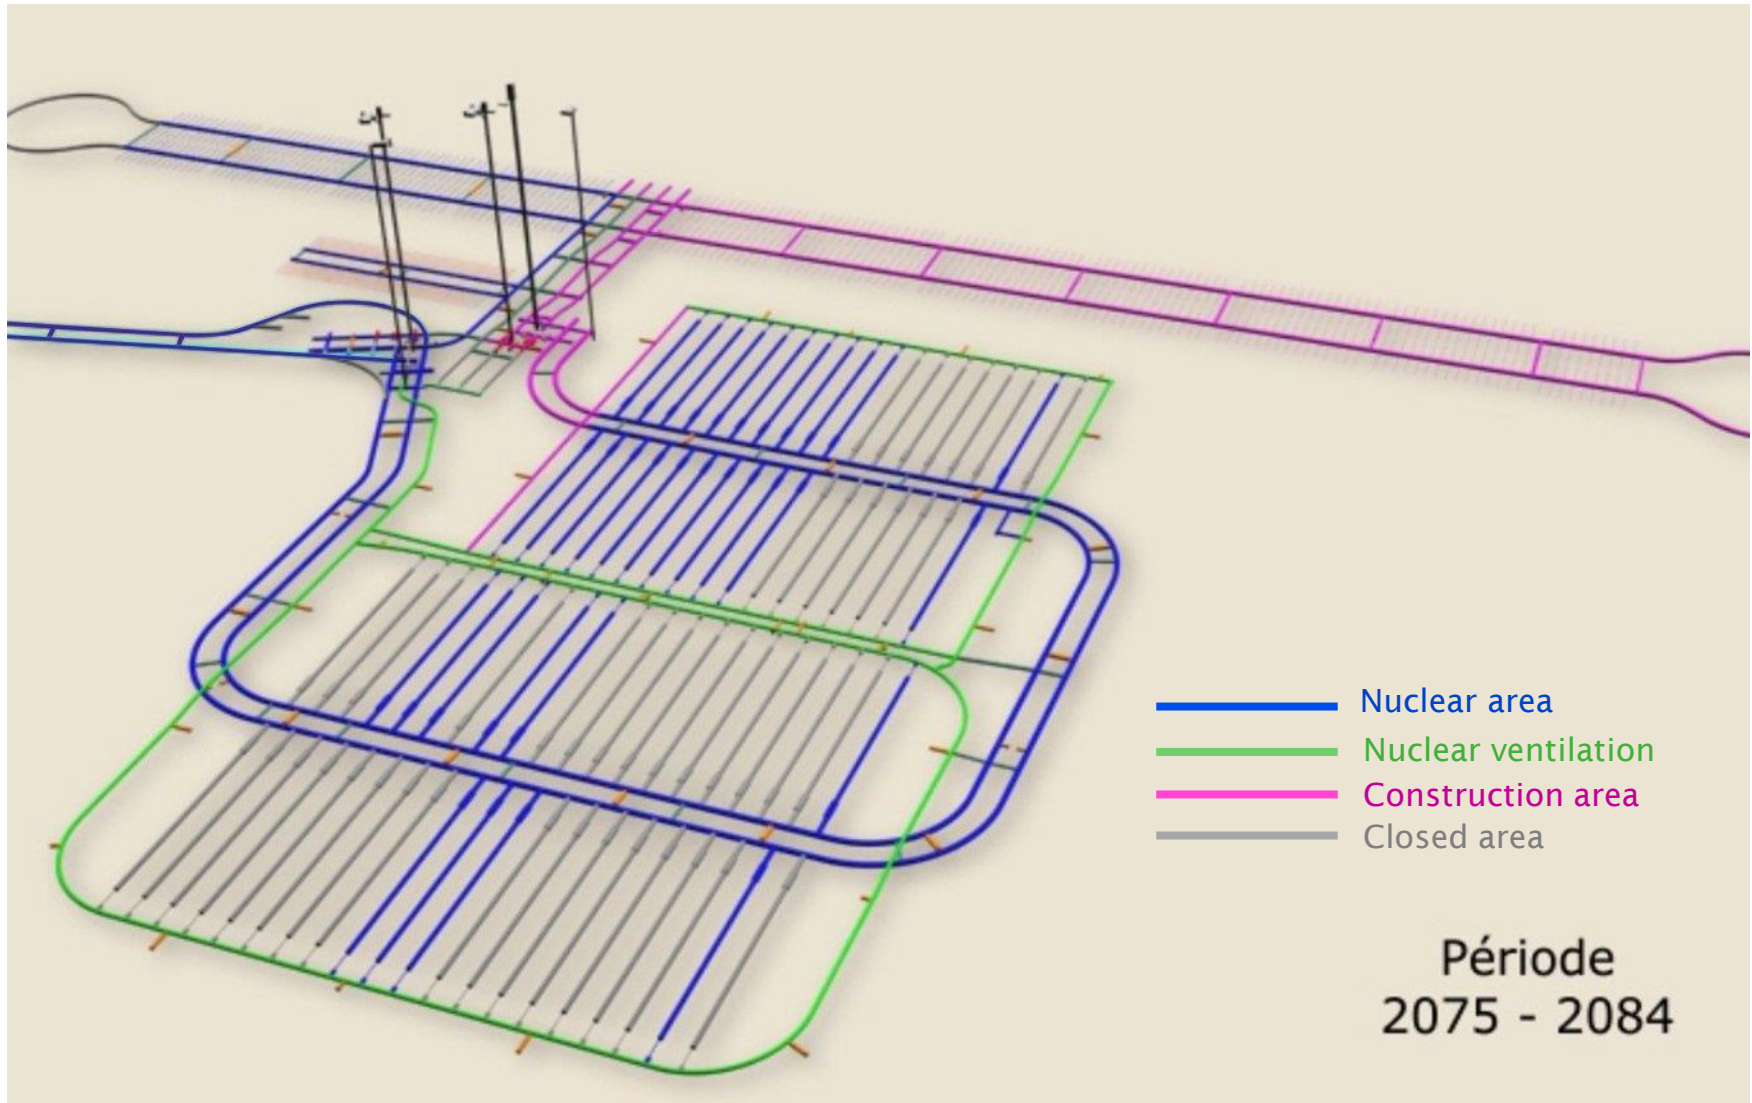 Nuclear area
Nuclear ventilation
Construction area
Closed area
Période
2075 - 2084